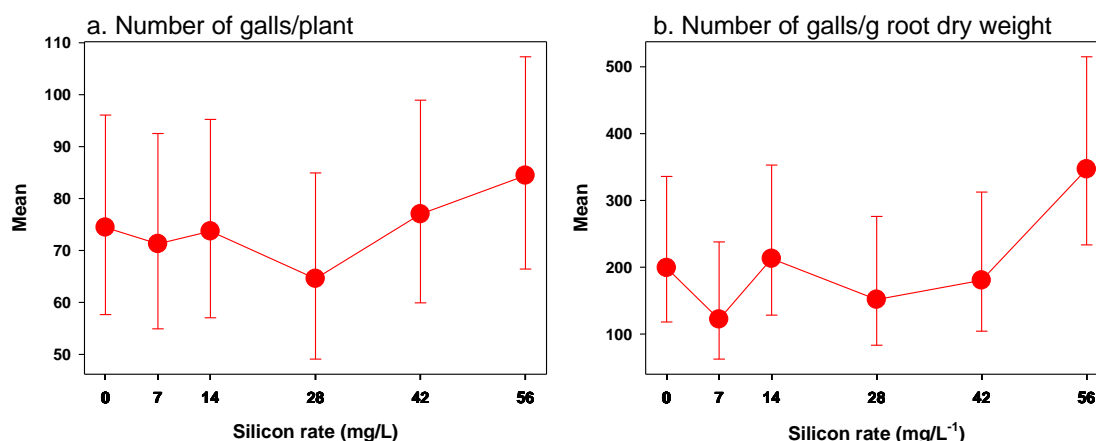 a. Number of galls/plant
110
100
90
80
70
60
50
Mean
0 7 14 28 42 56
Silicon rate (mg/L)
b. Number of galls/g root dry weight
500
400
300
200
100
Mean
0 7 14 28 42 56
Silicon rate (mg/L⁻¹)